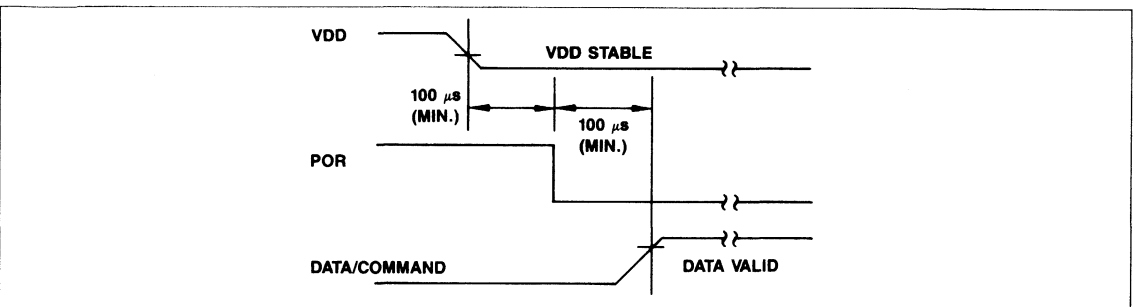 VDD
VDD STABLE
100 μs
(MIN.)
100 μs
(MIN.)
POR
DATA/COMMAND
DATA VALID